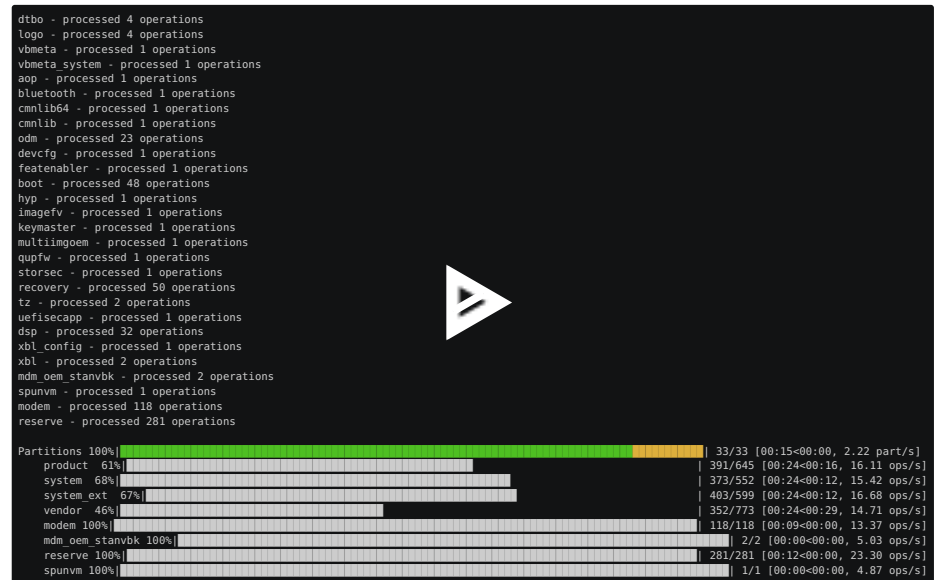 dtbo - processed 4 operations
logo - processed 4 operations
vbmeta - processed 1 operations
vbmeta_system - processed 1 operations
aop - processed 1 operations
bluetooth - processed 1 operations
cmnlib64 - processed 1 operations
cmnlib - processed 1 operations
odm - processed 23 operations
devcfg - processed 1 operations
featenabler - processed 1 operations
boot - processed 48 operations
hyp - processed 1 operations
imagefv - processed 1 operations
keymaster - processed 1 operations
multiimgoem - processed 1 operations
qupfw - processed 1 operations
storsec - processed 1 operations
recovery - processed 50 operations
tz - processed 2 operations
uefisecapp - processed 1 operations
dsp - processed 32 operations
xbl_config - processed 1 operations
xbl - processed 2 operations
mdm_oem_stanvbk - processed 2 operations
spunvm - processed 1 operations
modem - processed 118 operations
reserve - processed 281 operations
Partitions 100%| | 33/33 [00:15<00:00, 2.22 part/s]
product 61%| | 391/645 [00:24<00:16, 16.11 ops/s]
system 68%| | 373/552 [00:24<00:12, 15.42 ops/s]
system_ext 67%| | 403/599 [00:24<00:12, 16.68 ops/s]
vendor 46%| | 352/773 [00:24<00:29, 14.71 ops/s]
modem 100%| | 118/118 [00:09<00:00, 13.37 ops/s]
mdm_oem_stanvbk 100%| | 2/2 [00:00<00:00, 5.03 ops/s]
reserve 100%| | 281/281 [00:12<00:00, 23.30 ops/s]
spunvm 100%| | 1/1 [00:00<00:00, 4.87 ops/s]